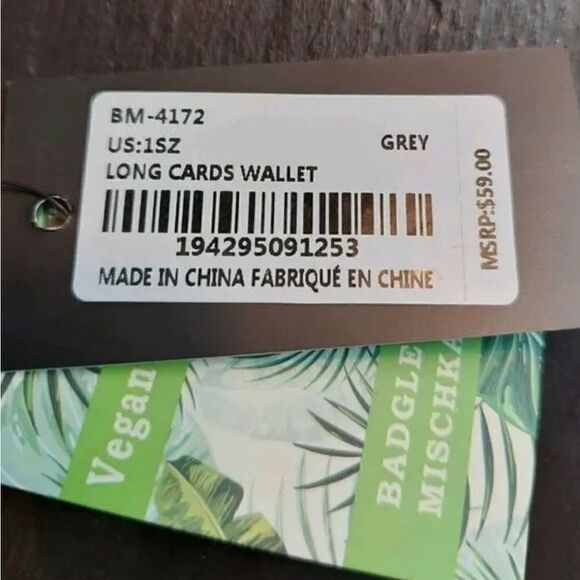 BM-4172
US:1SZ GREY
LONG CARDS WALLET
194295091253
MADE IN CHINA FABRIQUÉ EN CHINE
MSRP:$59.00
Vegan
BADGLE
MISCHKA